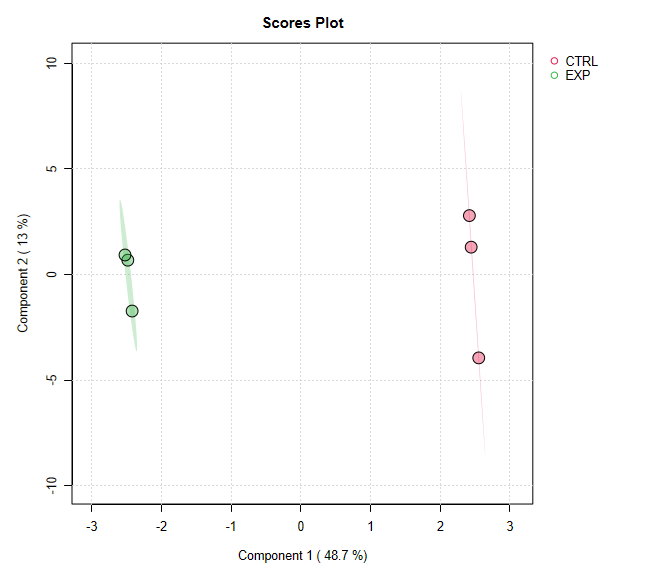 Scores Plot
CTRL
EXP
10
5
0
-5
-10
Component 2 ( 13 %)
-3 -2 -1 0 1 2 3
Component 1 ( 48.7 %)